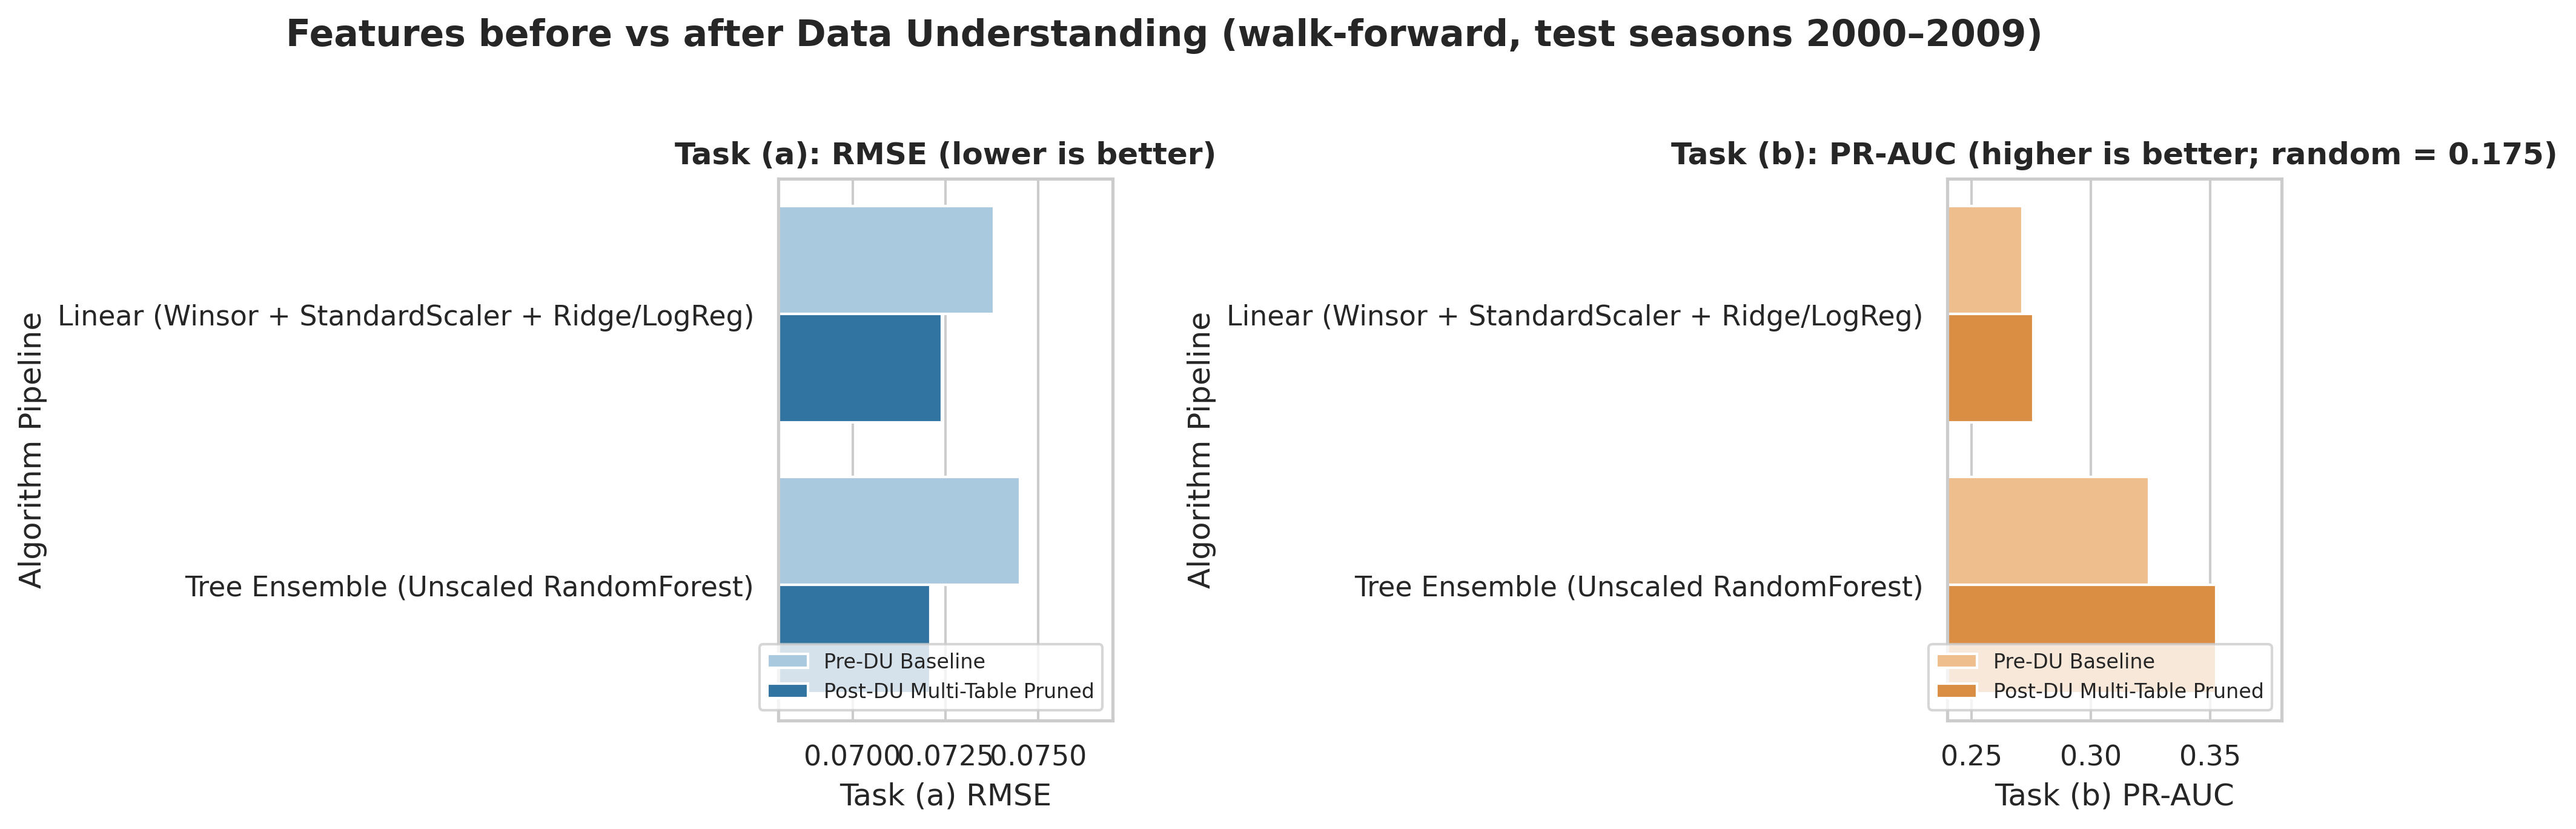 Features before vs after Data Understanding (walk-forward, test seasons 2000–2009)
Task (a): RMSE (lower is better)
Algorithm Pipeline
Linear (Winsor + StandardScaler + Ridge/LogReg)
Tree Ensemble (Unscaled RandomForest)
Pre-DU Baseline
Post-DU Multi-Table Pruned
0.0700 0.0725 0.0750
Task (a) RMSE
Task (b): PR-AUC (higher is better; random = 0.175)
Algorithm Pipeline
Linear (Winsor + StandardScaler + Ridge/LogReg)
Tree Ensemble (Unscaled RandomForest)
Pre-DU Baseline
Post-DU Multi-Table Pruned
0.25 0.30 0.35
Task (b) PR-AUC